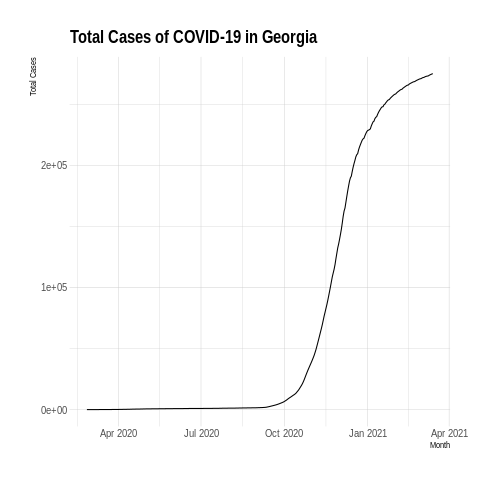 Total Cases of COVID-19 in Georgia
Total Cases
2e+05
1e+05
0e+00
Apr 2020 Jul 2020 Oct 2020 Jan 2021 Apr 2021
Month